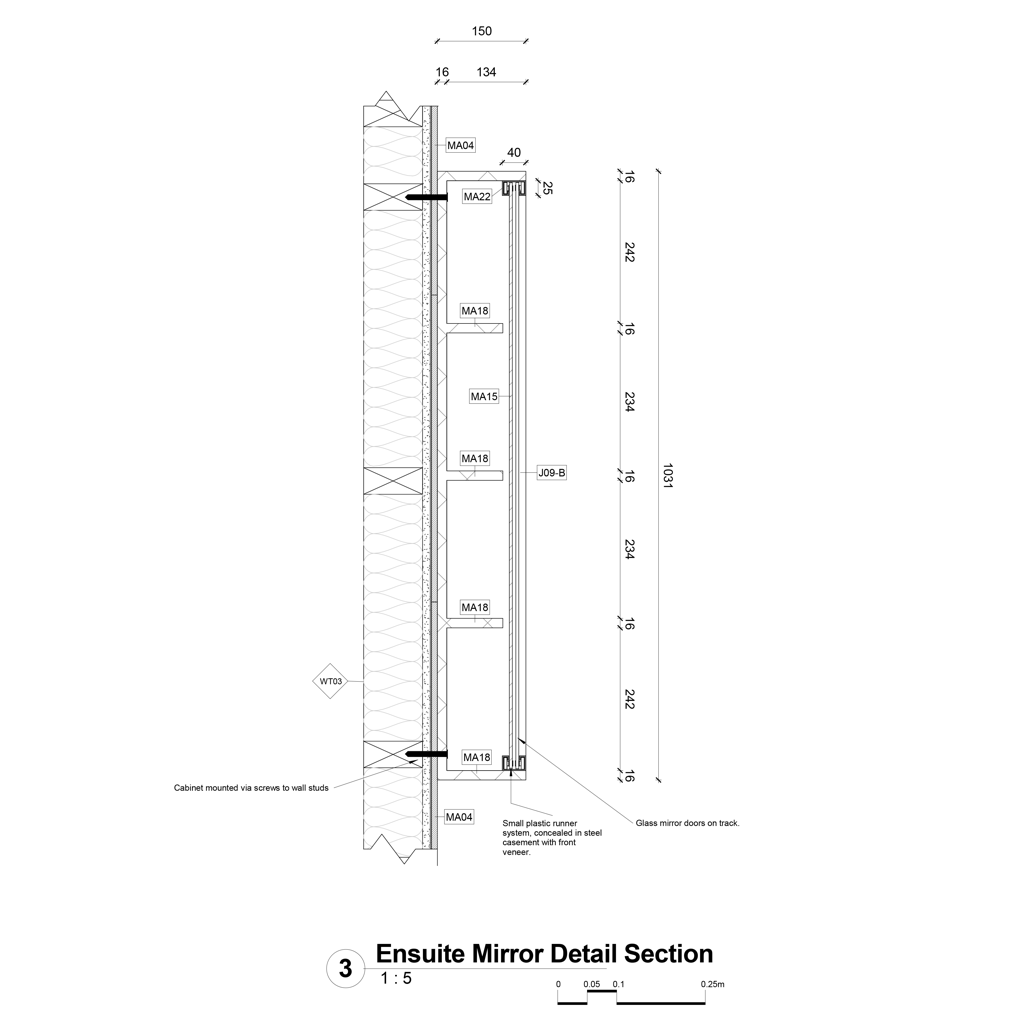 150
16
134
MA04
40
16
25
MA22
242
MA18
16
MA15
234
MA18
J09-B
16
1031
234
MA18
16
WT03
242
MA18
16
Cabinet mounted via screws to wall studs
MA04
Small plastic runner
system, concealed in steel
casement with front
veneer.
Glass mirror doors on track.
3
Ensuite Mirror Detail Section
1 : 5
0 0.05 0.1 0.25m